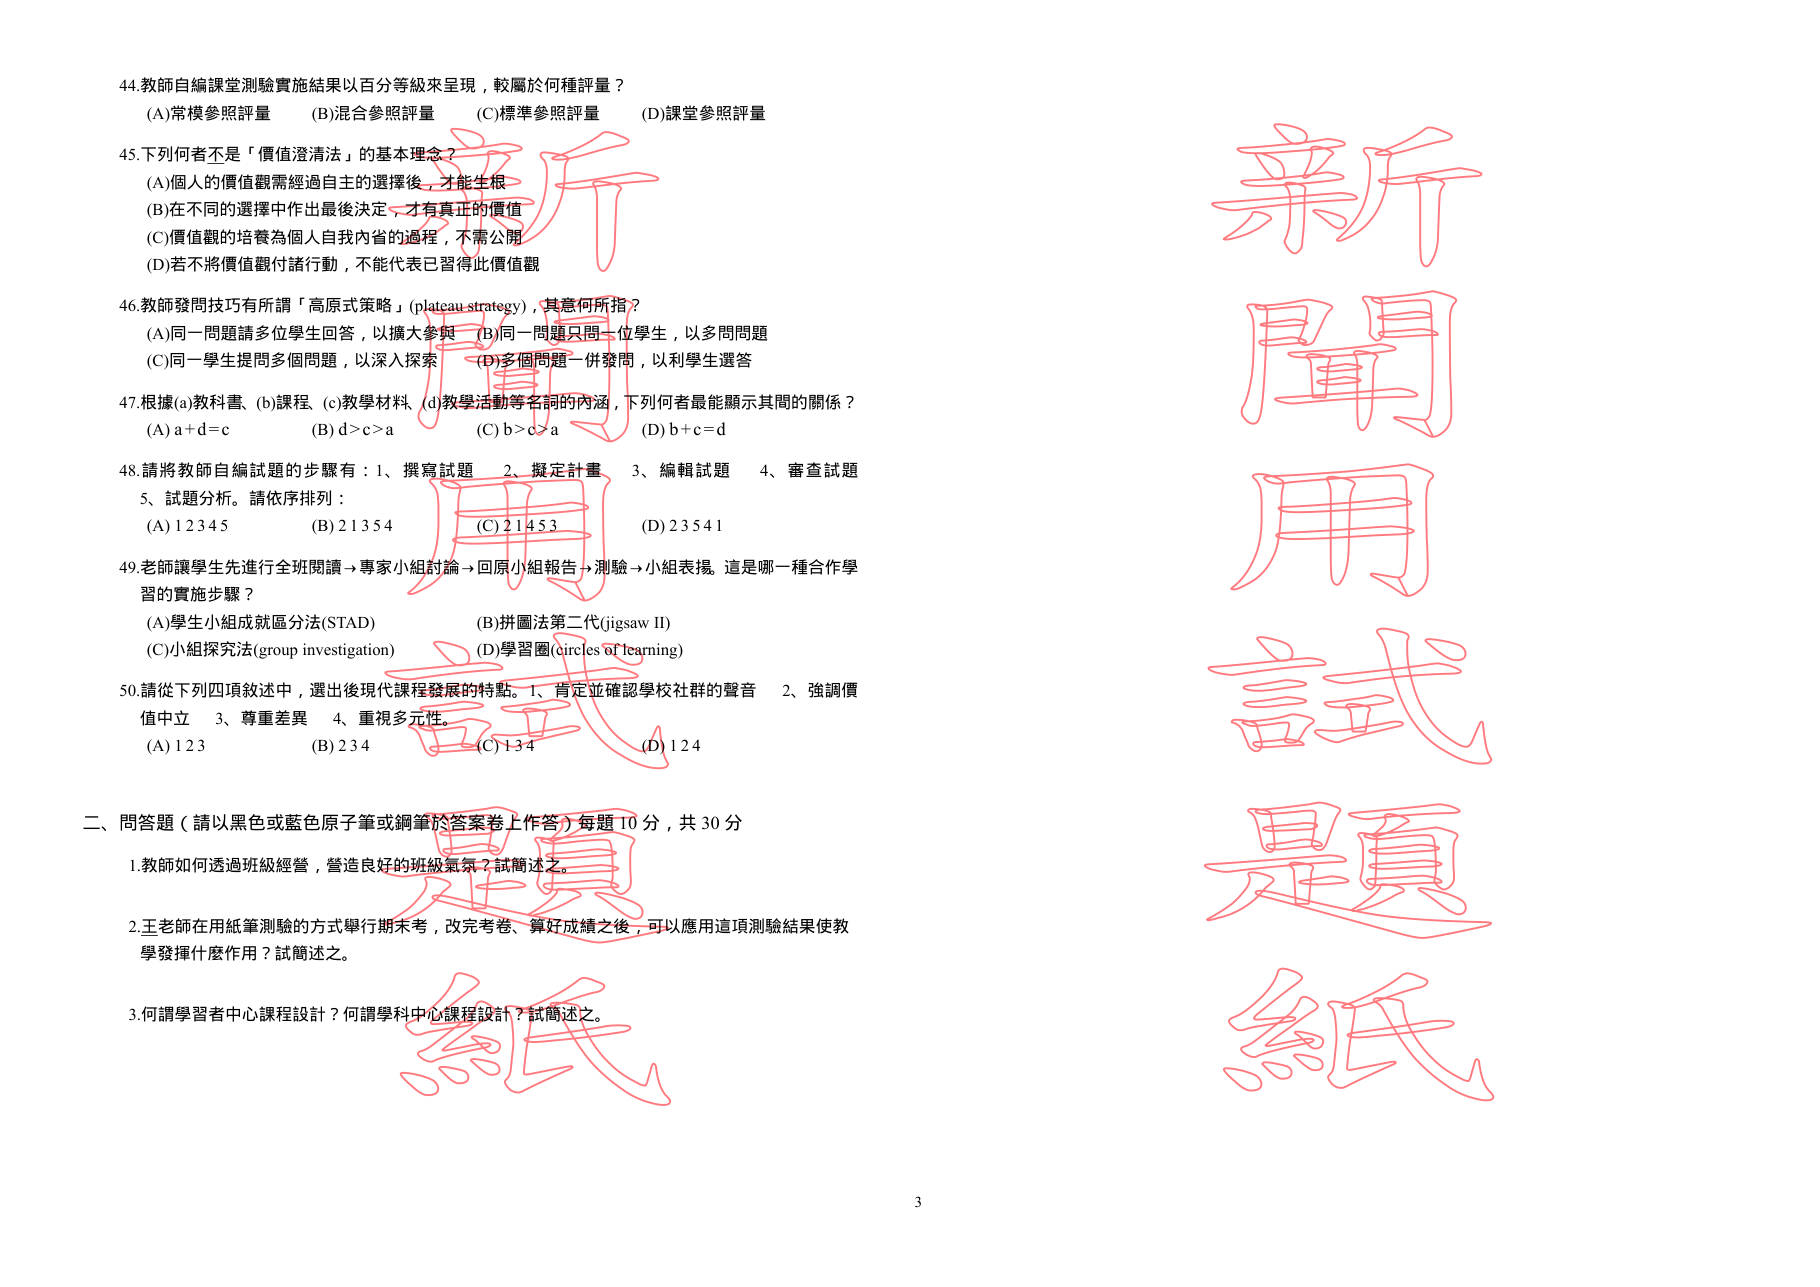 44.教師自編課堂測驗實施結果以百分等級來呈現，較屬於何種評量？
(A)常模參照評量 (B)混合參照評量 (C)標準參照評量 (D)課堂參照評量
45.下列何者不是「價值澄清法」的基本理念？
(A)個人的價值觀需經過自主的選擇後，才能生根
(B)在不同的選擇中作出最後決定，才有真正的價值
(C)價值觀的培養為個人自我內省的過程，不需公開
(D)若不將價值觀付諸行動，不能代表已習得此價值觀
46.教師發問技巧有所謂「高原式策略」(plateau strategy)，其意何所指？
(A)同一問題請多位學生回答，以擴大參與 (B)同一問題只問一位學生，以多問問題
(C)同一學生提問多個問題，以深入探索 (D)多個問題一併發問，以利學生選答
47.根據(a)教科書、(b)課程、(c)教學材料、(d)教學活動等名詞的內涵，下列何者最能顯示其間的關係？
(A) a+d=c (B) d>c>a (C) b>c>a (D) b+c=d
48.請將教師自編試題的步驟有：1、撰寫試題 2、擬定計畫 3、編輯試題 4、審查試題
5、試題分析。請依序排列：
(A) 1 2 3 4 5 (B) 2 1 3 5 4 (C) 2 1 4 5 3 (D) 2 3 5 4 1
49.老師讓學生先進行全班閱讀→專家小組討論→回原小組報告→測驗→小組表揚。這是哪一種合作學
習的實施步驟？
(A)學生小組成就區分法(STAD) (B)拼圖法第二代(jigsaw II)
(C)小組探究法(group investigation) (D)學習圈(circles of learning)
50.請從下列四項敘述中，選出後現代課程發展的特點。1、肯定並確認學校社群的聲音 2、強調價
值中立 3、尊重差異 4、重視多元性。
(A) 1 2 3 (B) 2 3 4 (C) 1 3 4 (D) 1 2 4
二、問答題（請以黑色或藍色原子筆或鋼筆於答案卷上作答）每題 10 分，共 30 分
1.教師如何透過班級經營，營造良好的班級氣氛？試簡述之。
2.王老師在用紙筆測驗的方式舉行期末考，改完考卷、算好成績之後，可以應用這項測驗結果使教
學發揮什麼作用？試簡述之。
3.何謂學習者中心課程設計？何謂學科中心課程設計？試簡述之。
新聞用試題紙
新聞用試題紙
3